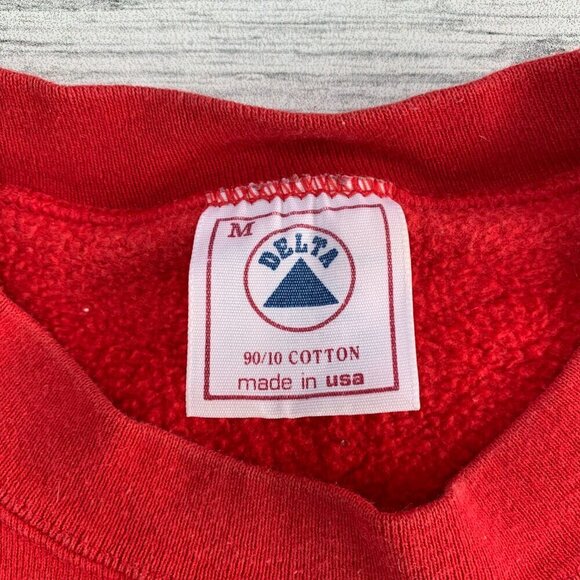 M
DELTA
90/10 COTTON
made in usa